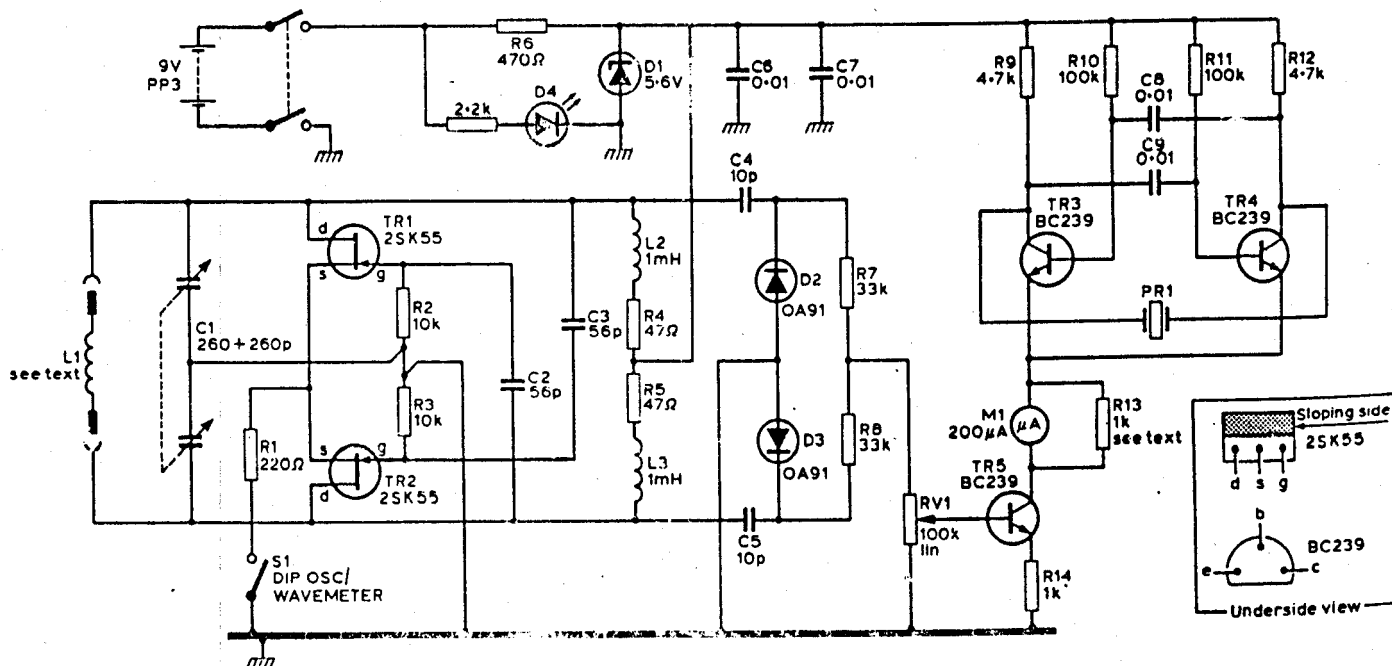 9V
PP3
R6
470Ω
D1
5·6V
2·2k
D4
C6
0·01
C7
0·01
R9
4·7k
R10
100k
R11
100k
R12
4·7k
C8
0·01
C9
0·01
TR3
BC239
TR4
BC239
PR1
C4
10p
L1
see text
C1
260+260p
d
TR1
2SK55
s
g
R2
10k
R3
10k
R1
220Ω
s
g
TR2
d
2SK55
C2
56p
C3
56p
L2
1mH
R4
47Ω
R5
47Ω
L3
1mH
D2
OA91
D3
OA91
R7
33k
R8
33k
C5
10p
RV1
100k
lin
M1
200µA
µA
R13
1k
see text
TR5
BC239
R14
1k
S1
DIP OSC/
WAVEMETER
Sloping side
2SK55
d s g
b
BC239
e c
Underside view